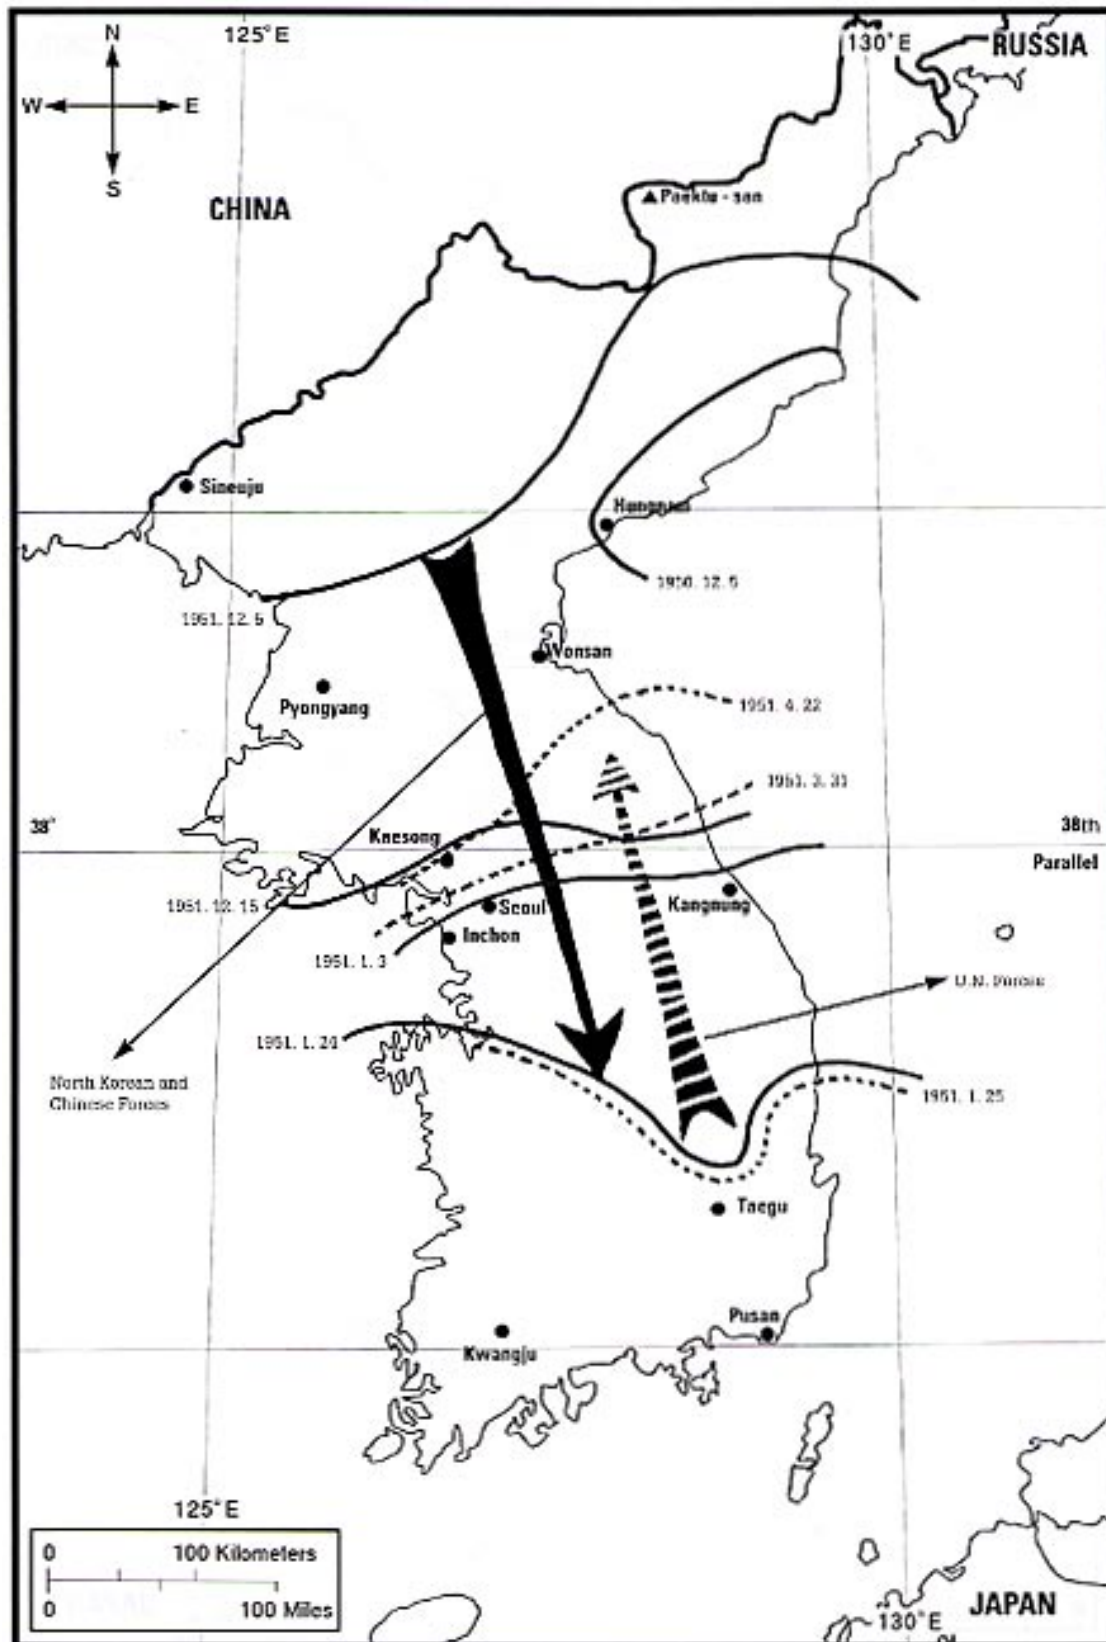 N
125°E
130°E
RUSSIA
W
E
S
CHINA
Paektu-san
Sineuju
Hungnam
1950.12.6
1951.12.6
Wonsan
Pyongyang
1951.4.22
1951.3.31
38°
38th
Parallel
Kaesong
1951.12.15
Seoul
Kangnung
Inchon
1951.1.3
U.N. Forces
1951.1.24
North Korean and
Chinese Forces
1951.1.25
Taegu
Pusan
Kwangju
125°E
0
100 Kilometers
0
100 Miles
JAPAN
130°E